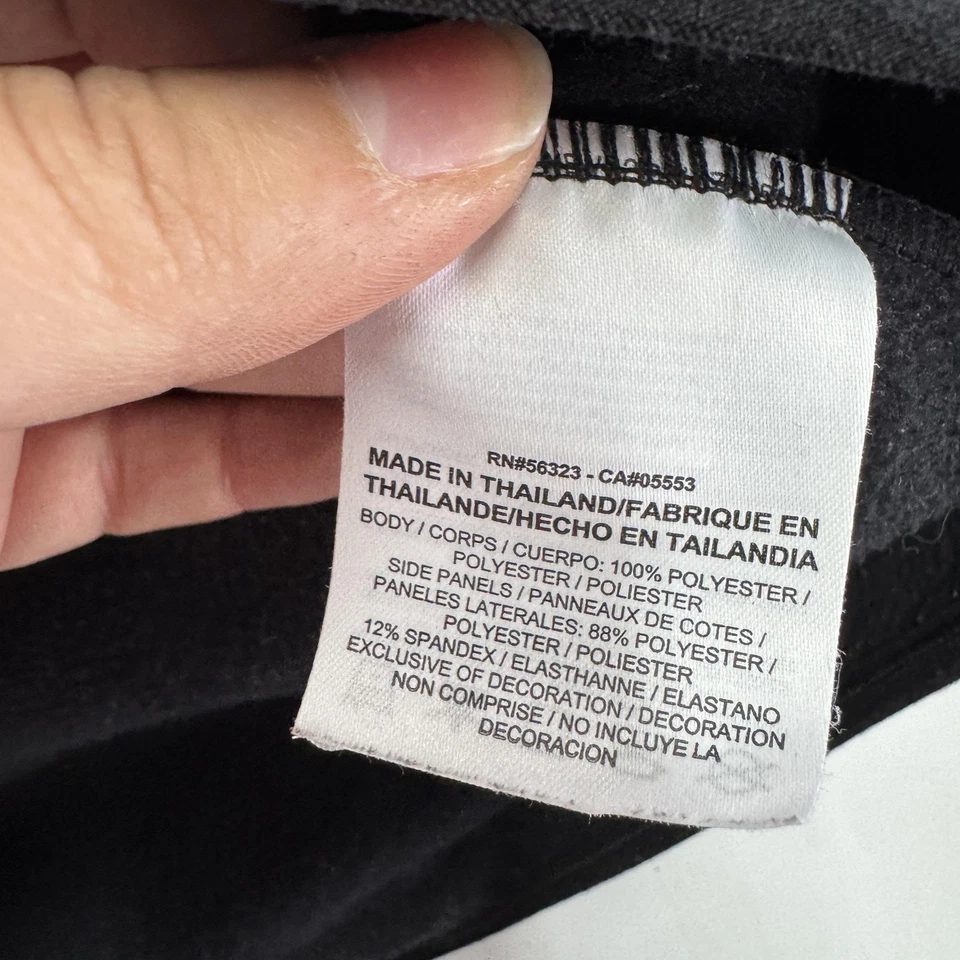 RN#56323 - CA#05553
MADE IN THAILAND/FABRIQUE EN
THAILANDE/HECHO EN TAILANDIA
BODY / CORPS / CUERPO: 100% POLYESTER /
POLYESTER / POLIESTER
SIDE PANELS / PANNEAUX DE COTES /
PANELES LATERALES: 88% POLYESTER /
POLYESTER / POLIESTER
12% SPANDEX / ELASTHANNE / ELASTANO
EXCLUSIVE OF DECORATION / DECORATION
NON COMPRISE / NO INCLUYE LA
DECORACION